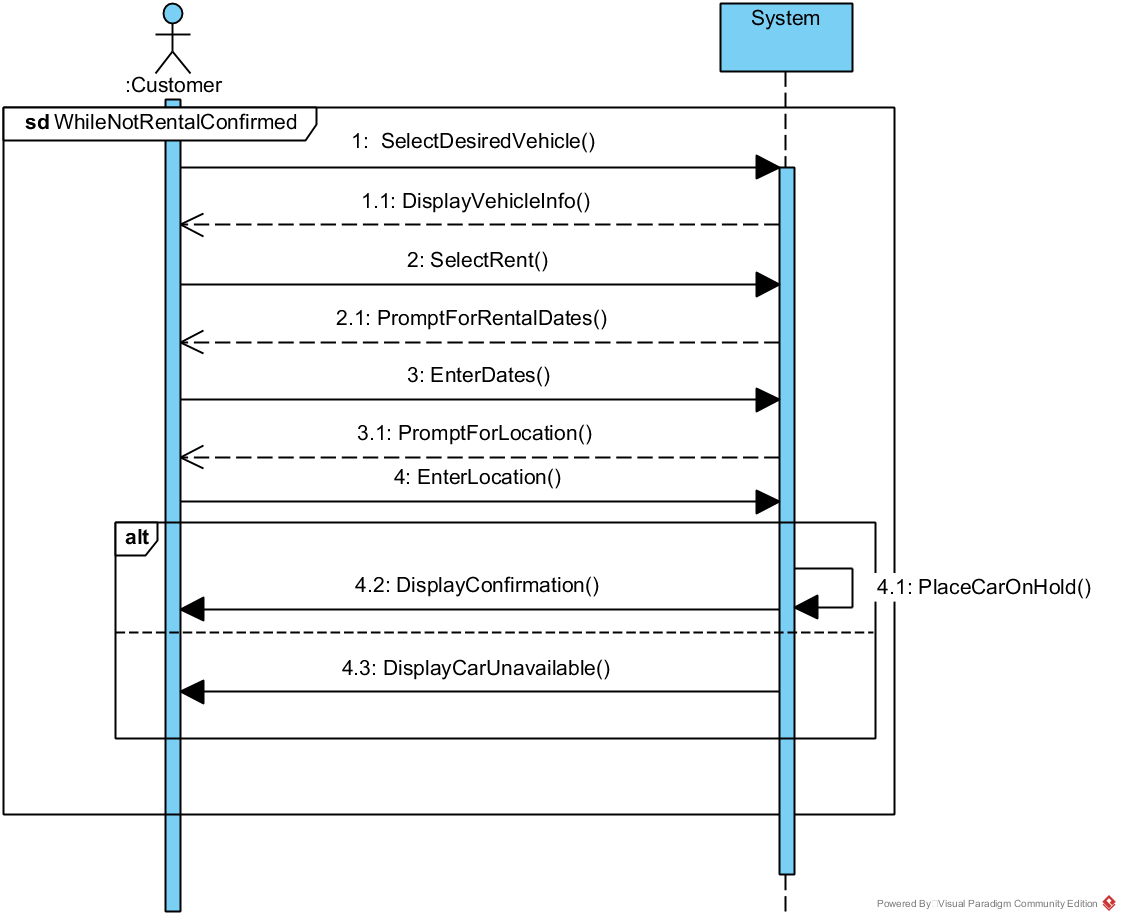 System
:Customer
sd WhileNotRentalConfirmed
1: SelectDesiredVehicle()
1.1: DisplayVehicleInfo()
2: SelectRent()
2.1: PromptForRentalDates()
3: EnterDates()
3.1: PromptForLocation()
4: EnterLocation()
alt
4.1: PlaceCarOnHold()
4.2: DisplayConfirmation()
4.3: DisplayCarUnavailable()
Powered By Visual Paradigm Community Edition